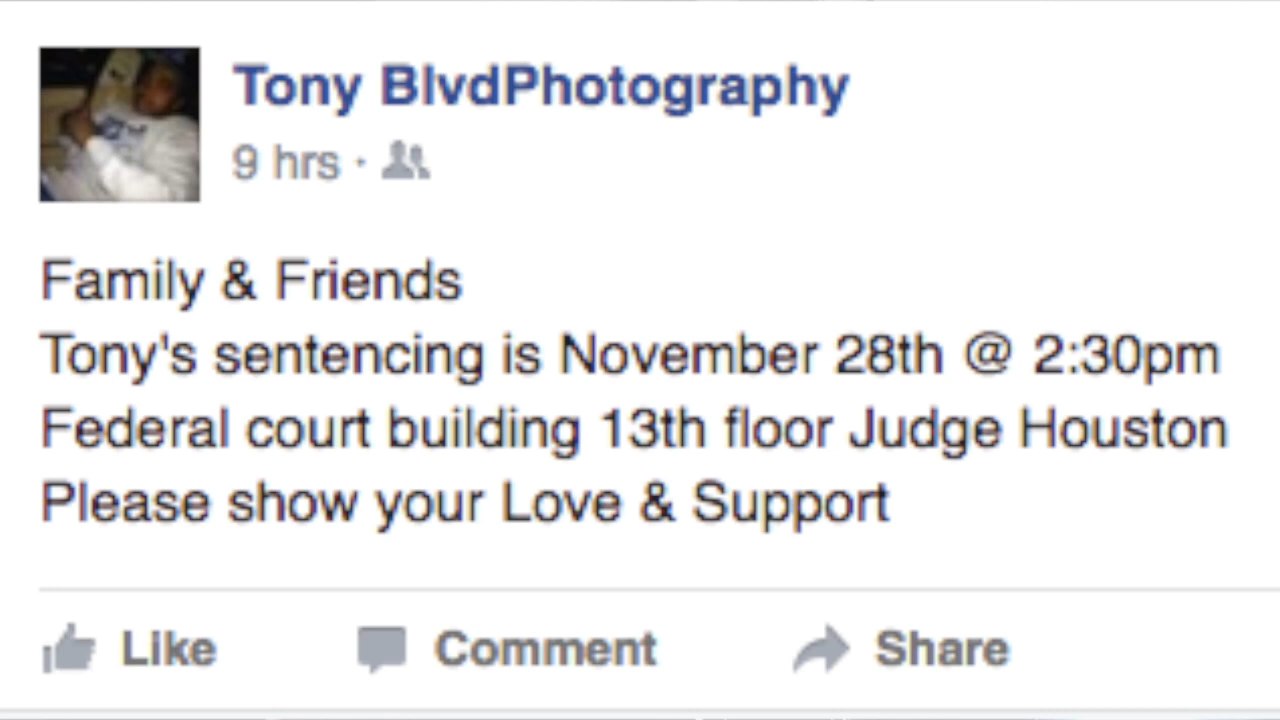 Tony BlvdPhotography
9 hrs ·
Family & Friends
Tony's sentencing is November 28th @ 2:30pm
Federal court building 13th floor Judge Houston
Please show your Love & Support
Like Comment Share